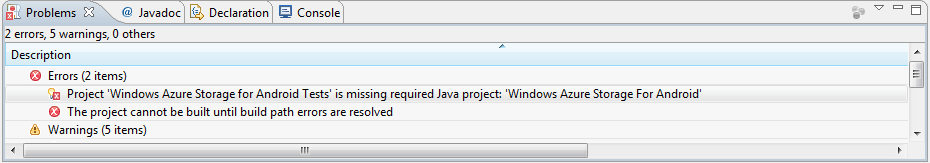 Problems @ Javadoc Declaration Console
2 errors, 5 warnings, 0 others
Description
Errors (2 items)
Project 'Windows Azure Storage for Android Tests' is missing required Java project: 'Windows Azure Storage For Android'
The project cannot be built until build path errors are resolved
Warnings (5 items)